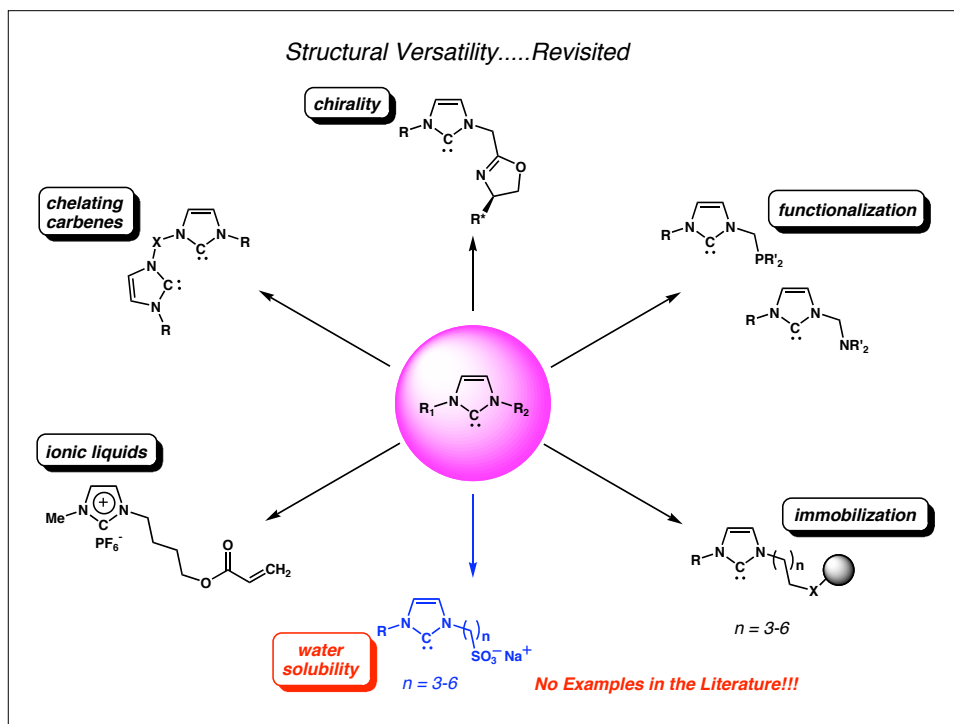 Structural Versatility.....Revisited
chirality
R N N
C
N O
R*
chelating
carbenes
X N N R
C
N
C
N
R
functionalization
R N N
C
PR'2
R N N
C
NR'2
R1 N N R2
C
ionic liquids
Me N + N
C
PF6-
O
O CH2
immobilization
R N N ( )n
C
X
n = 3-6
water
solubility
R N N ( )n
C
SO3- Na+
n = 3-6
No Examples in the Literature!!!